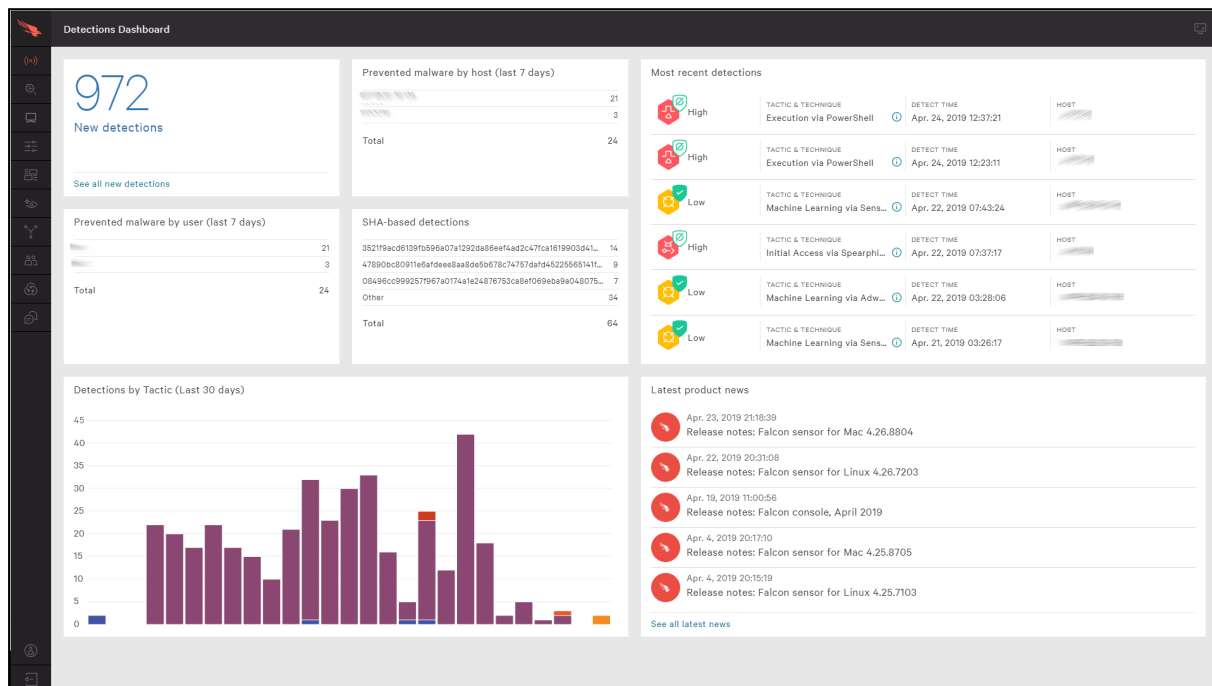 Detections Dashboard
972
New detections
See all new detections
Prevented malware by host (last 7 days)
21
3
Total 24
Prevented malware by user (last 7 days)
21
3
Total 24
SHA-based detections
3521f9acd6139fb596a07a1292da86eef4ad2c47fca1619903d41... 14
47890bc80911e6afdeee8aa8de5b678c74757dafd45225565141f... 9
08496cc999257f967a0174a1e24876753ca8ef069eba9a048075... 7
Other 34
Total 64
Most recent detections
High TACTIC & TECHNIQUE DETECT TIME HOST
Execution via PowerShell Apr. 24, 2019 12:37:21
High TACTIC & TECHNIQUE DETECT TIME HOST
Execution via PowerShell Apr. 24, 2019 12:23:11
Low TACTIC & TECHNIQUE DETECT TIME HOST
Machine Learning via Sens... Apr. 22, 2019 07:43:24
High TACTIC & TECHNIQUE DETECT TIME HOST
Initial Access via Spearphi... Apr. 22, 2019 07:37:17
Low TACTIC & TECHNIQUE DETECT TIME HOST
Machine Learning via Adw... Apr. 22, 2019 03:28:06
Low TACTIC & TECHNIQUE DETECT TIME HOST
Machine Learning via Sens... Apr. 21, 2019 03:26:17
Detections by Tactic (Last 30 days)
45
40
35
30
25
20
15
10
5
0
Latest product news
Apr. 23, 2019 21:18:39
Release notes: Falcon sensor for Mac 4.26.8804
Apr. 22, 2019 20:31:08
Release notes: Falcon sensor for Linux 4.26.7203
Apr. 19, 2019 11:00:56
Release notes: Falcon console, April 2019
Apr. 4, 2019 20:17:10
Release notes: Falcon sensor for Mac 4.25.8705
Apr. 4, 2019 20:15:19
Release notes: Falcon sensor for Linux 4.25.7103
See all latest news